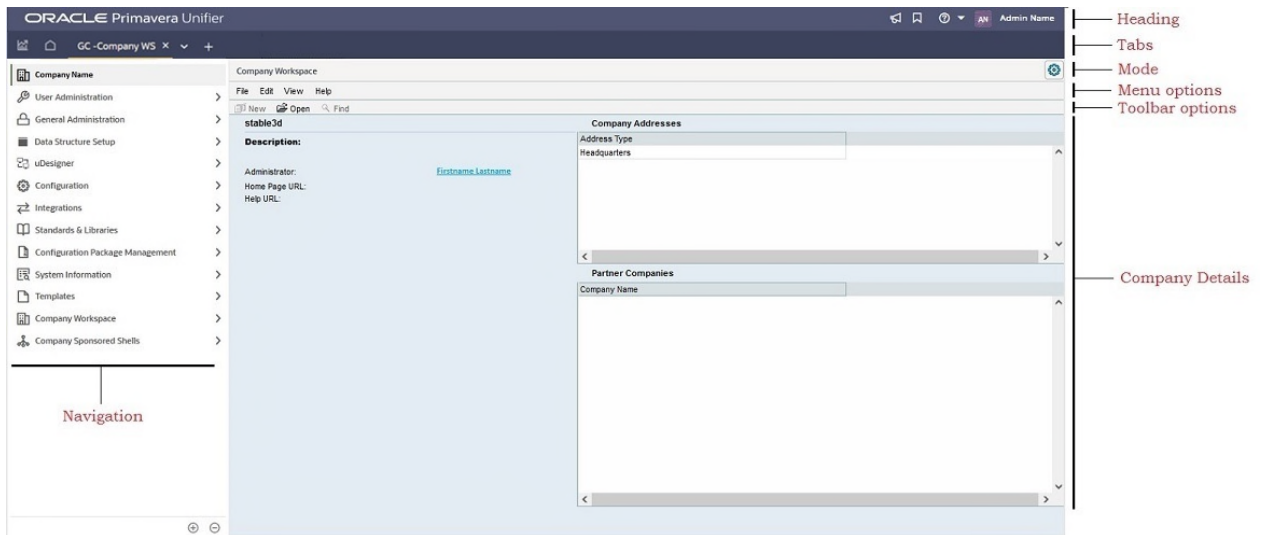 ORACLE Primavera Unifier
AN Admin Name
Heading
GC -Company WS
Tabs
Company Name
Company Workspace
Mode
User Administration
File Edit View Help
Menu options
New Open Find
Toolbar options
General Administration
Data Structure Setup
uDesigner
Configuration
Integrations
Standards & Libraries
Configuration Package Management
System Information
Templates
Company Workspace
Company Sponsored Shells
Navigation
stable3d
Description:
Administrator: Firstname Lastname
Home Page URL:
Help URL:
Company Addresses
Address Type
Headquarters
Partner Companies
Company Name
Company Details